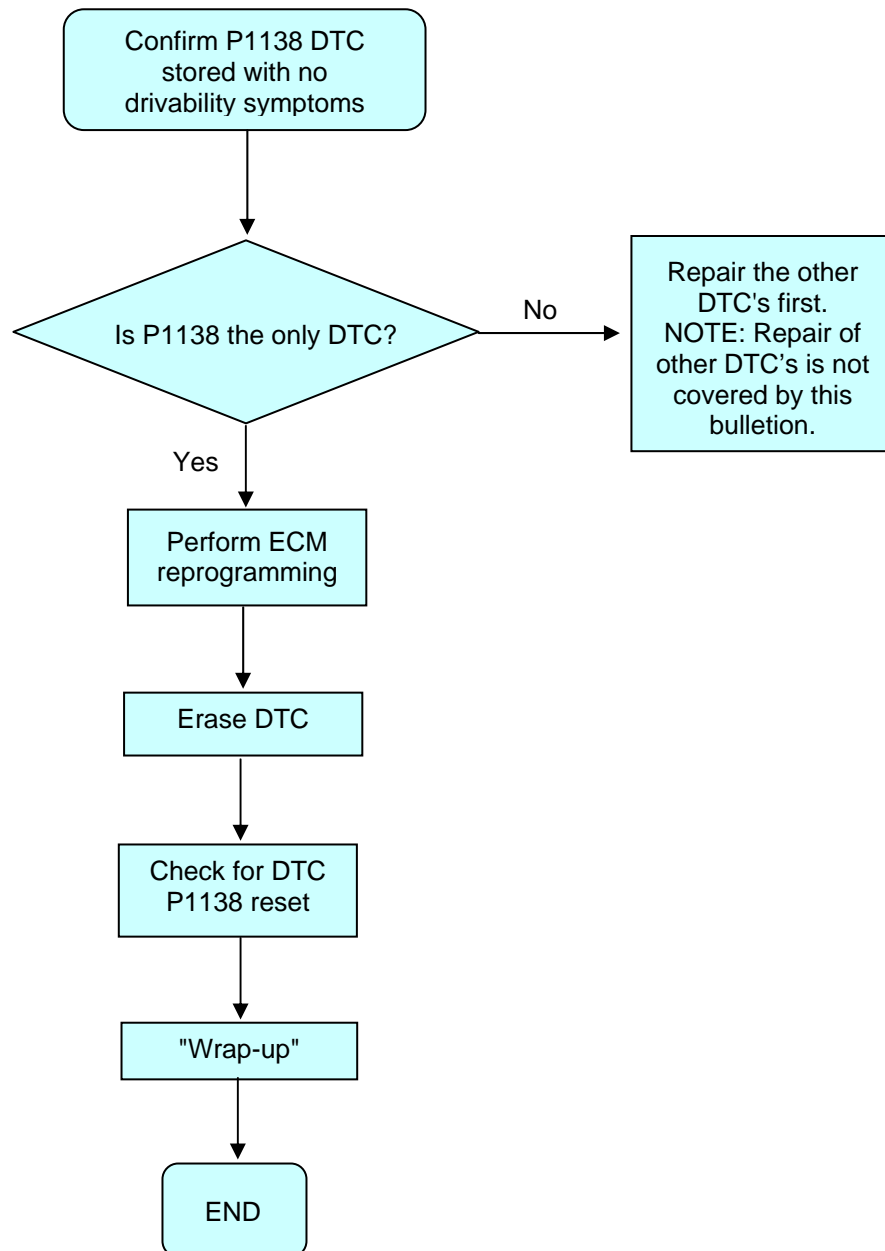 Confirm P1138 DTC
stored with no
drivability symptoms
Is P1138 the only DTC?
No
Repair the other
DTC's first.
NOTE: Repair of
other DTC’s is not
covered by this
bulletion.
Yes
Perform ECM
reprogramming
Erase DTC
Check for DTC
P1138 reset
"Wrap-up"
END